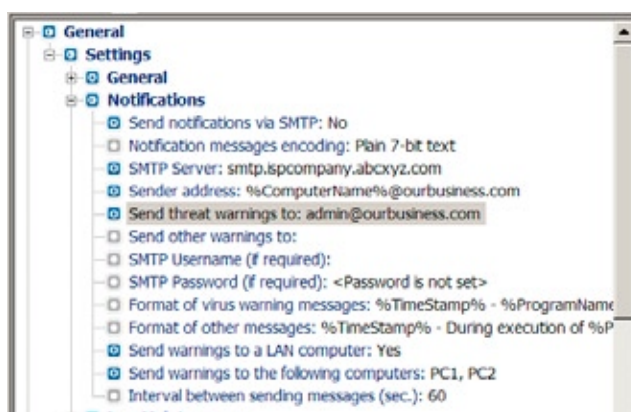 General
Settings
General
Notifications
Send notifications via SMTP: No
Notification messages encoding: Plain 7-bit text
SMTP Server: smtp.ispcompany.abcxyz.com
Sender address: %ComputerName%@ourbusiness.com
Send threat warnings to: admin@ourbusiness.com
Send other warnings to:
SMTP Username (if required):
SMTP Password (if required): <Password is not set>
Format of virus warning messages: %TimeStamp% - %ProgramName
Format of other messages: %TimeStamp% - During execution of %P
Send warnings to a LAN computer: Yes
Send warnings to the following computers: PC1, PC2
Interval between sending messages (sec.): 60